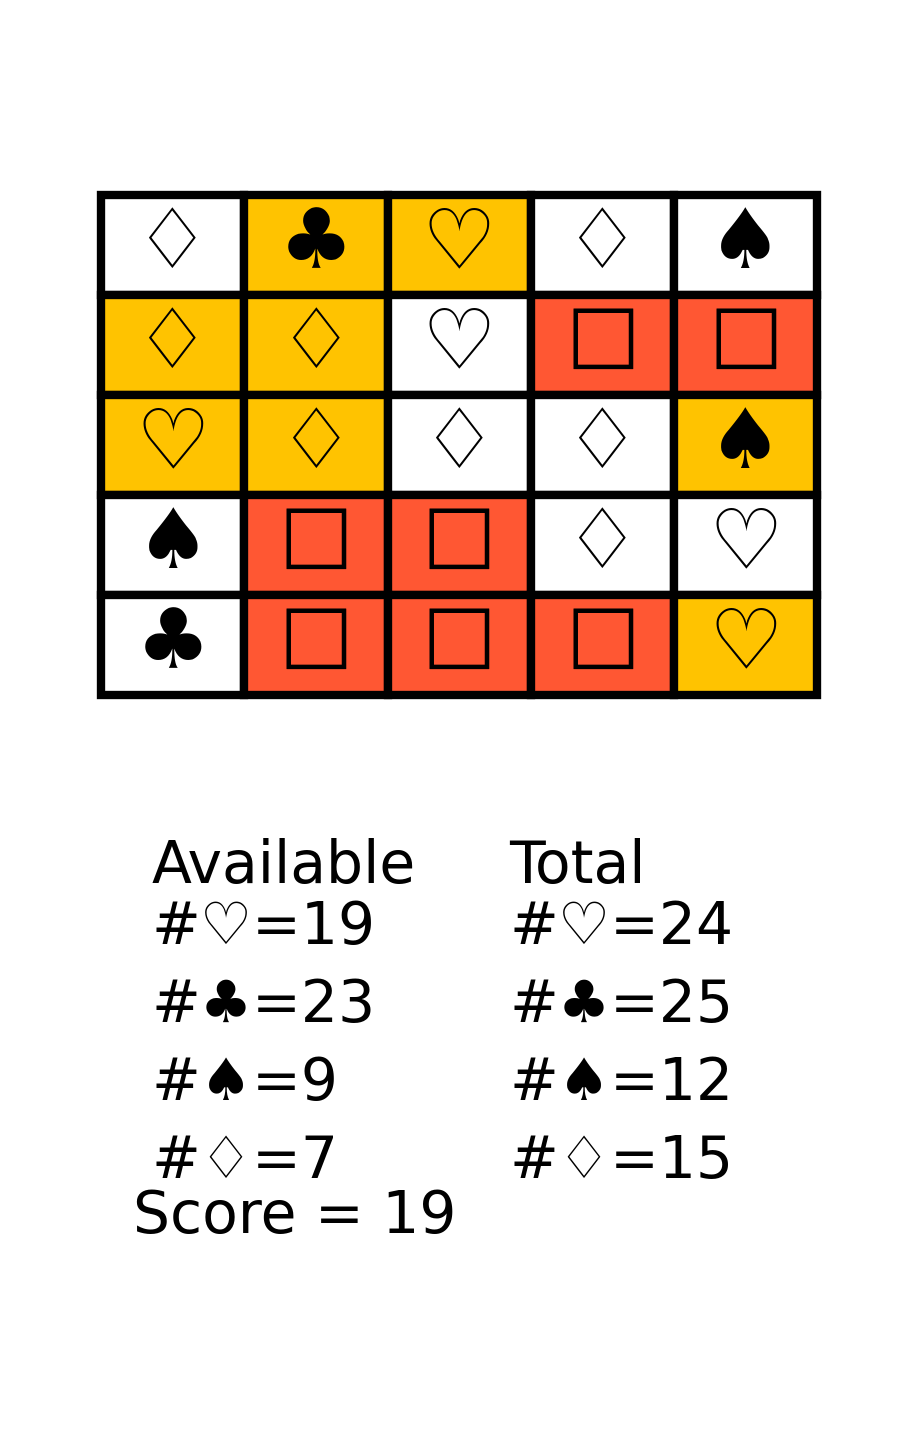 ♢ ♣ ♡ ♢ ♠
♢ ♢ ♡ □ □
♡ ♢ ♢ ♢ ♠
♠ □ □ ♢ ♡
♣ □ □ □ ♡
Available Total
#♡=19 #♡=24
#♣=23 #♣=25
#♠=9 #♠=12
#♢=7 #♢=15
Score = 19